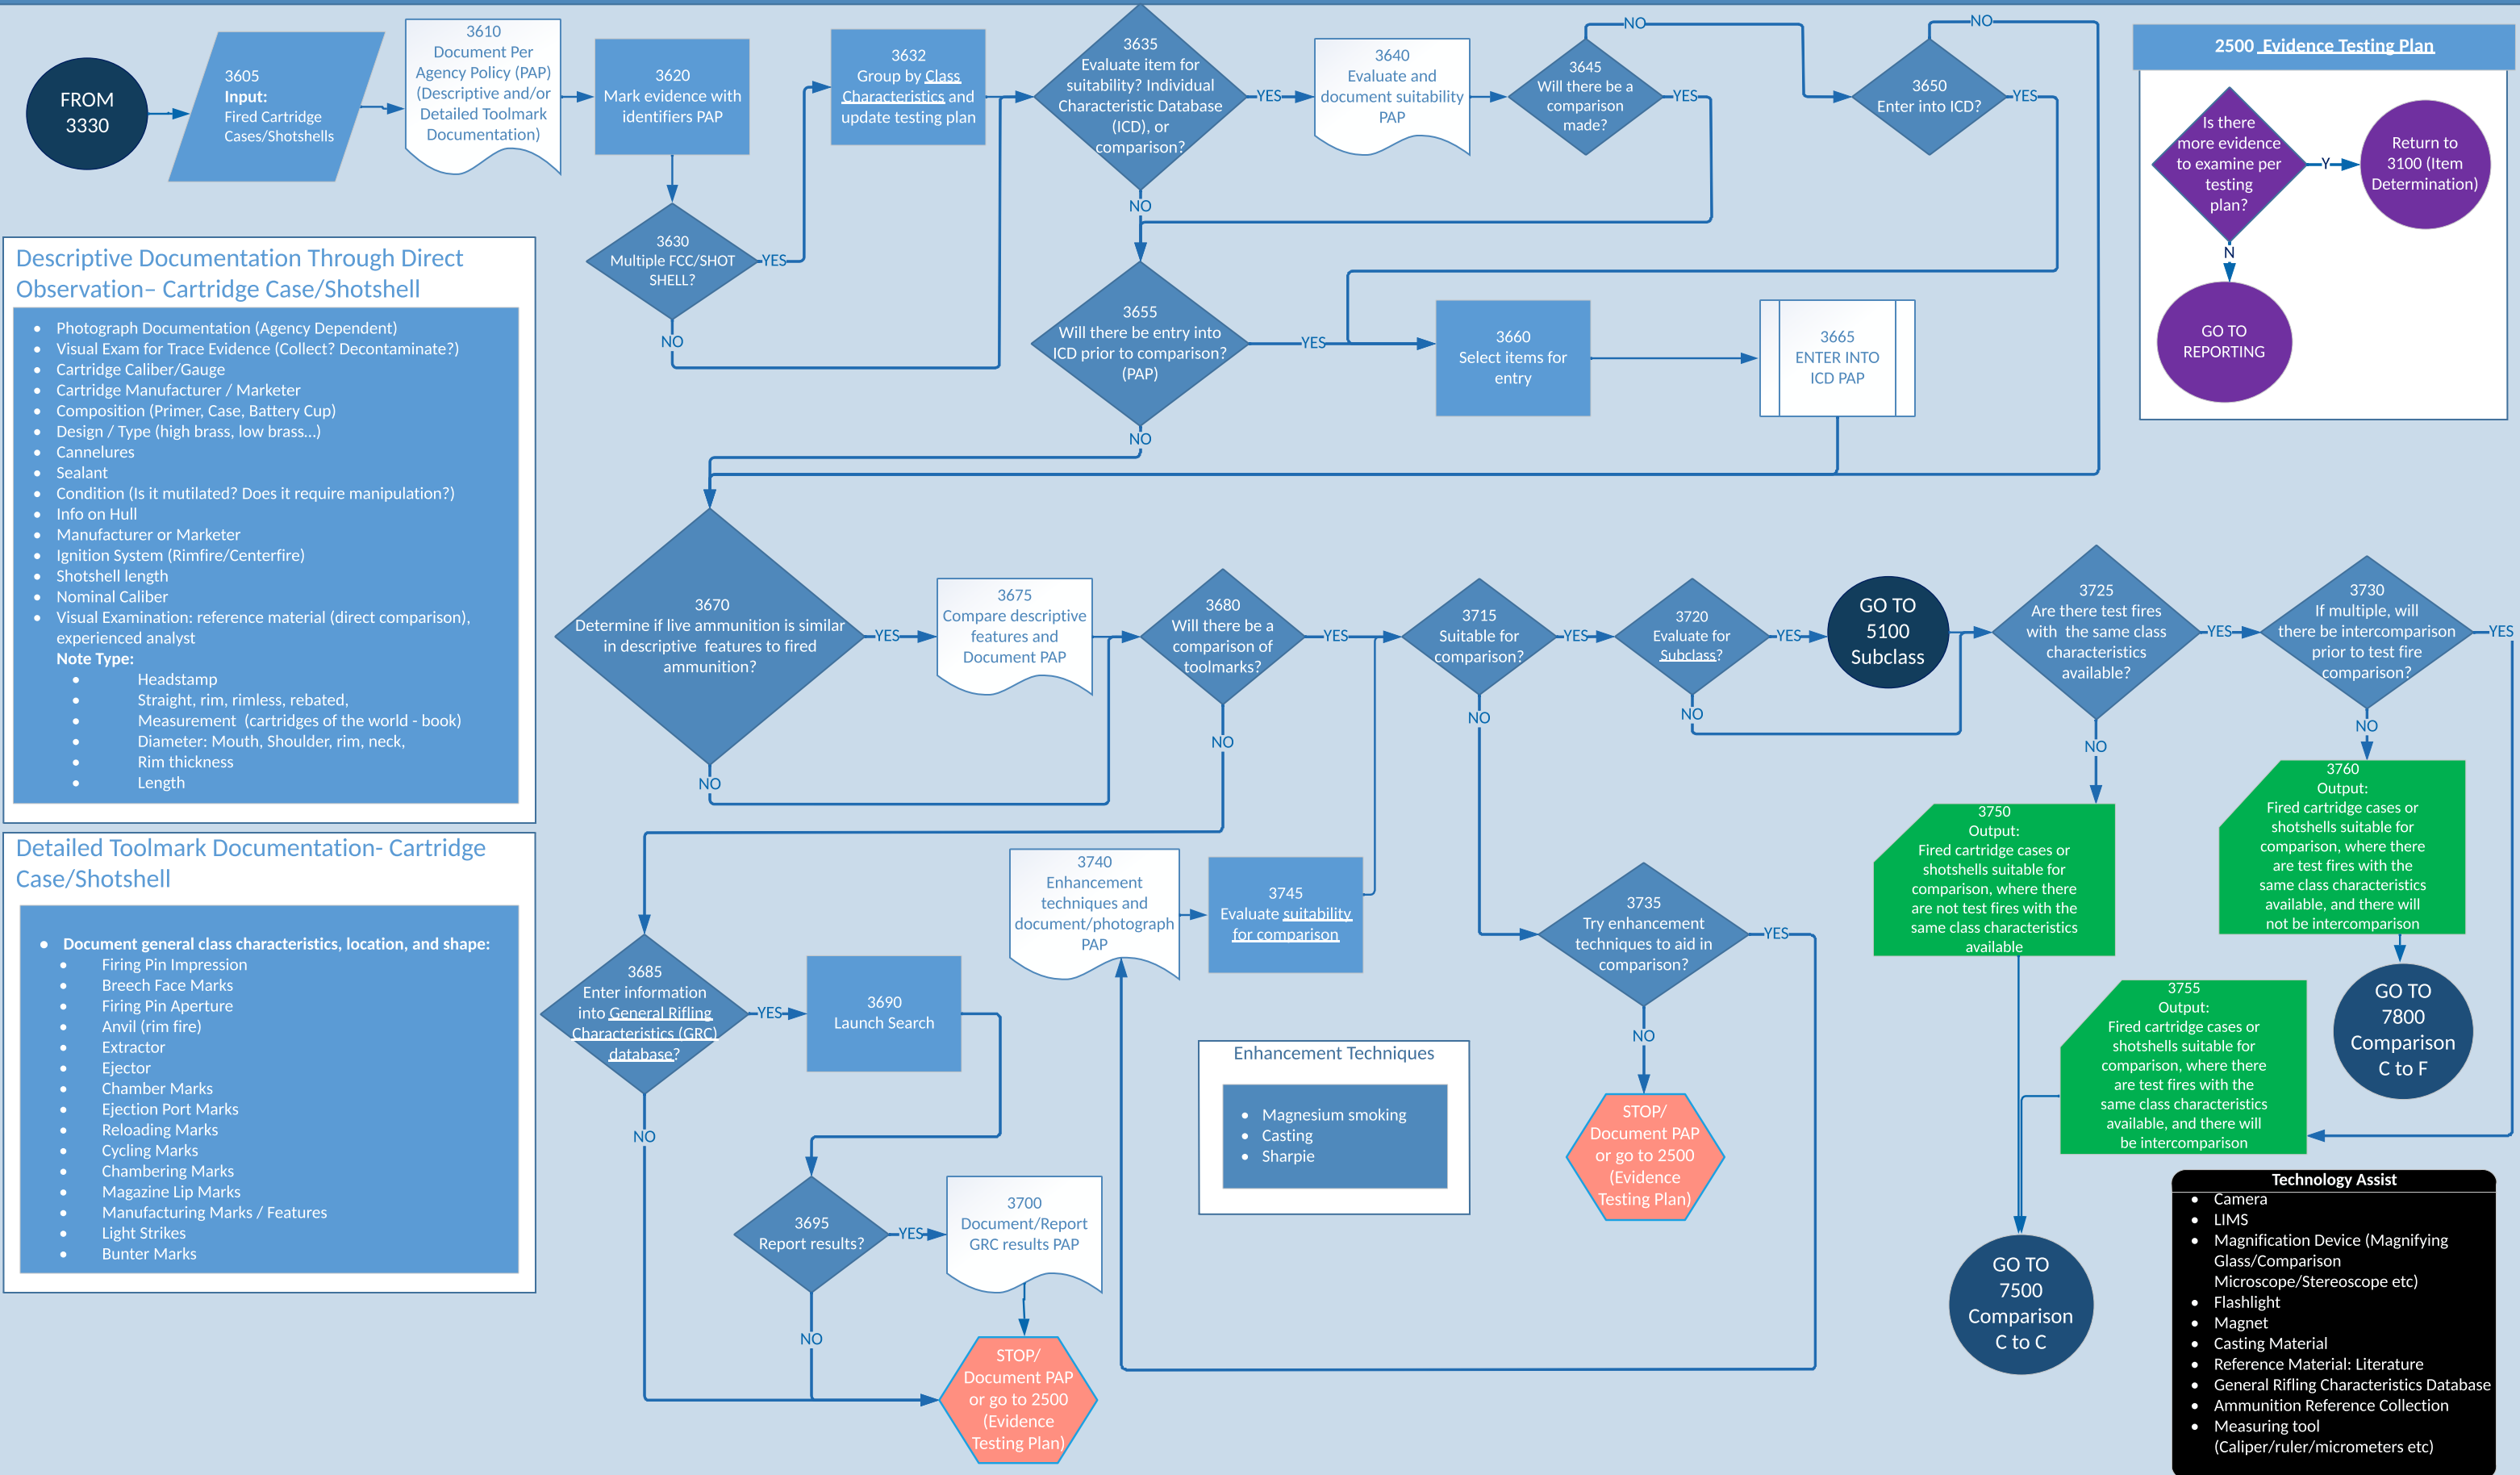 FROM
3330
3605
Input:
Fired Cartridge
Cases/Shotshells
3610
Document Per
Agency Policy (PAP)
(Descriptive and/or
Detailed Toolmark
Documentation)
3620
Mark evidence with
identifiers PAP
3630
Multiple FCC/SHOT
SHELL?
YES
NO
3632
Group by Class
Characteristics and
update testing plan
3635
Evaluate item for
suitability? Individual
Characteristic Database
(ICD), or
comparison?
YES
NO
3640
Evaluate and
document suitability
PAP
3645
Will there be a
comparison
made?
NO
YES
3650
Enter into ICD?
NO
YES
2500 Evidence Testing Plan
Is there
more evidence
to examine per
testing
plan?
Y
Return to
3100 (Item
Determination)
N
GO TO
REPORTING
3655
Will there be entry into
ICD prior to comparison?
(PAP)
YES
NO
3660
Select items for
entry
3665
ENTER INTO
ICD PAP
Descriptive Documentation Through Direct
Observation– Cartridge Case/Shotshell
• Photograph Documentation (Agency Dependent)
• Visual Exam for Trace Evidence (Collect? Decontaminate?)
• Cartridge Caliber/Gauge
• Cartridge Manufacturer / Marketer
• Composition (Primer, Case, Battery Cup)
• Design / Type (high brass, low brass...)
• Cannelures
• Sealant
• Condition (Is it mutilated? Does it require manipulation?)
• Info on Hull
• Manufacturer or Marketer
• Ignition System (Rimfire/Centerfire)
• Shotshell length
• Nominal Caliber
• Visual Examination: reference material (direct comparison),
experienced analyst
Note Type:
• Headstamp
• Straight, rim, rimless, rebated,
• Measurement (cartridges of the world - book)
• Diameter: Mouth, Shoulder, rim, neck,
• Rim thickness
• Length
3670
Determine if live ammunition is similar
in descriptive features to fired
ammunition?
YES
NO
3675
Compare descriptive
features and
Document PAP
3680
Will there be a
comparison of
toolmarks?
YES
NO
3715
Suitable for
comparison?
YES
NO
3720
Evaluate for
Subclass?
YES
NO
GO TO
5100
Subclass
3725
Are there test fires
with the same class
characteristics
available?
YES
NO
3730
If multiple, will
there be intercomparison
prior to test fire
comparison?
YES
NO
3750
Output:
Fired cartridge cases or
shotshells suitable for
comparison, where there
are not test fires with the
same class characteristics
available
3760
Output:
Fired cartridge cases or
shotshells suitable for
comparison, where there
are test fires with the
same class characteristics
available, and there will
not be intercomparison
GO TO
7800
Comparison
C to F
3755
Output:
Fired cartridge cases or
shotshells suitable for
comparison, where there
are test fires with the
same class characteristics
available, and there will
be intercomparison
GO TO
7500
Comparison
C to C
Detailed Toolmark Documentation- Cartridge
Case/Shotshell
• Document general class characteristics, location, and shape:
• Firing Pin Impression
• Breech Face Marks
• Firing Pin Aperture
• Anvil (rim fire)
• Extractor
• Ejector
• Chamber Marks
• Ejection Port Marks
• Reloading Marks
• Cycling Marks
• Chambering Marks
• Magazine Lip Marks
• Manufacturing Marks / Features
• Light Strikes
• Bunter Marks
3685
Enter information
into General Rifling
Characteristics (GRC)
database?
YES
NO
3690
Launch Search
3695
Report results?
YES
NO
3700
Document/Report
GRC results PAP
STOP/
Document PAP
or go to 2500
(Evidence
Testing Plan)
3740
Enhancement
techniques and
document/photograph
PAP
3745
Evaluate suitability
for comparison
3735
Try enhancement
techniques to aid in
comparison?
YES
NO
STOP/
Document PAP
or go to 2500
(Evidence
Testing Plan)
Enhancement Techniques
• Magnesium smoking
• Casting
• Sharpie
Technology Assist
• Camera
• LIMS
• Magnification Device (Magnifying
Glass/Comparison
Microscope/Stereoscope etc)
• Flashlight
• Magnet
• Casting Material
• Reference Material: Literature
• General Rifling Characteristics Database
• Ammunition Reference Collection
• Measuring tool
(Caliper/ruler/micrometers etc)